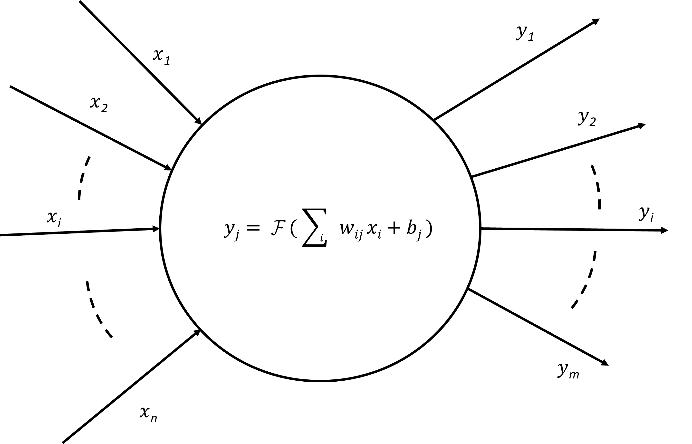 x₁
y₁
x₂
y₂
xᵢ
yⱼ = ℱ ( ∑ᵢ wᵢⱼ xᵢ + bⱼ )
yᵢ
xₙ
yₘ